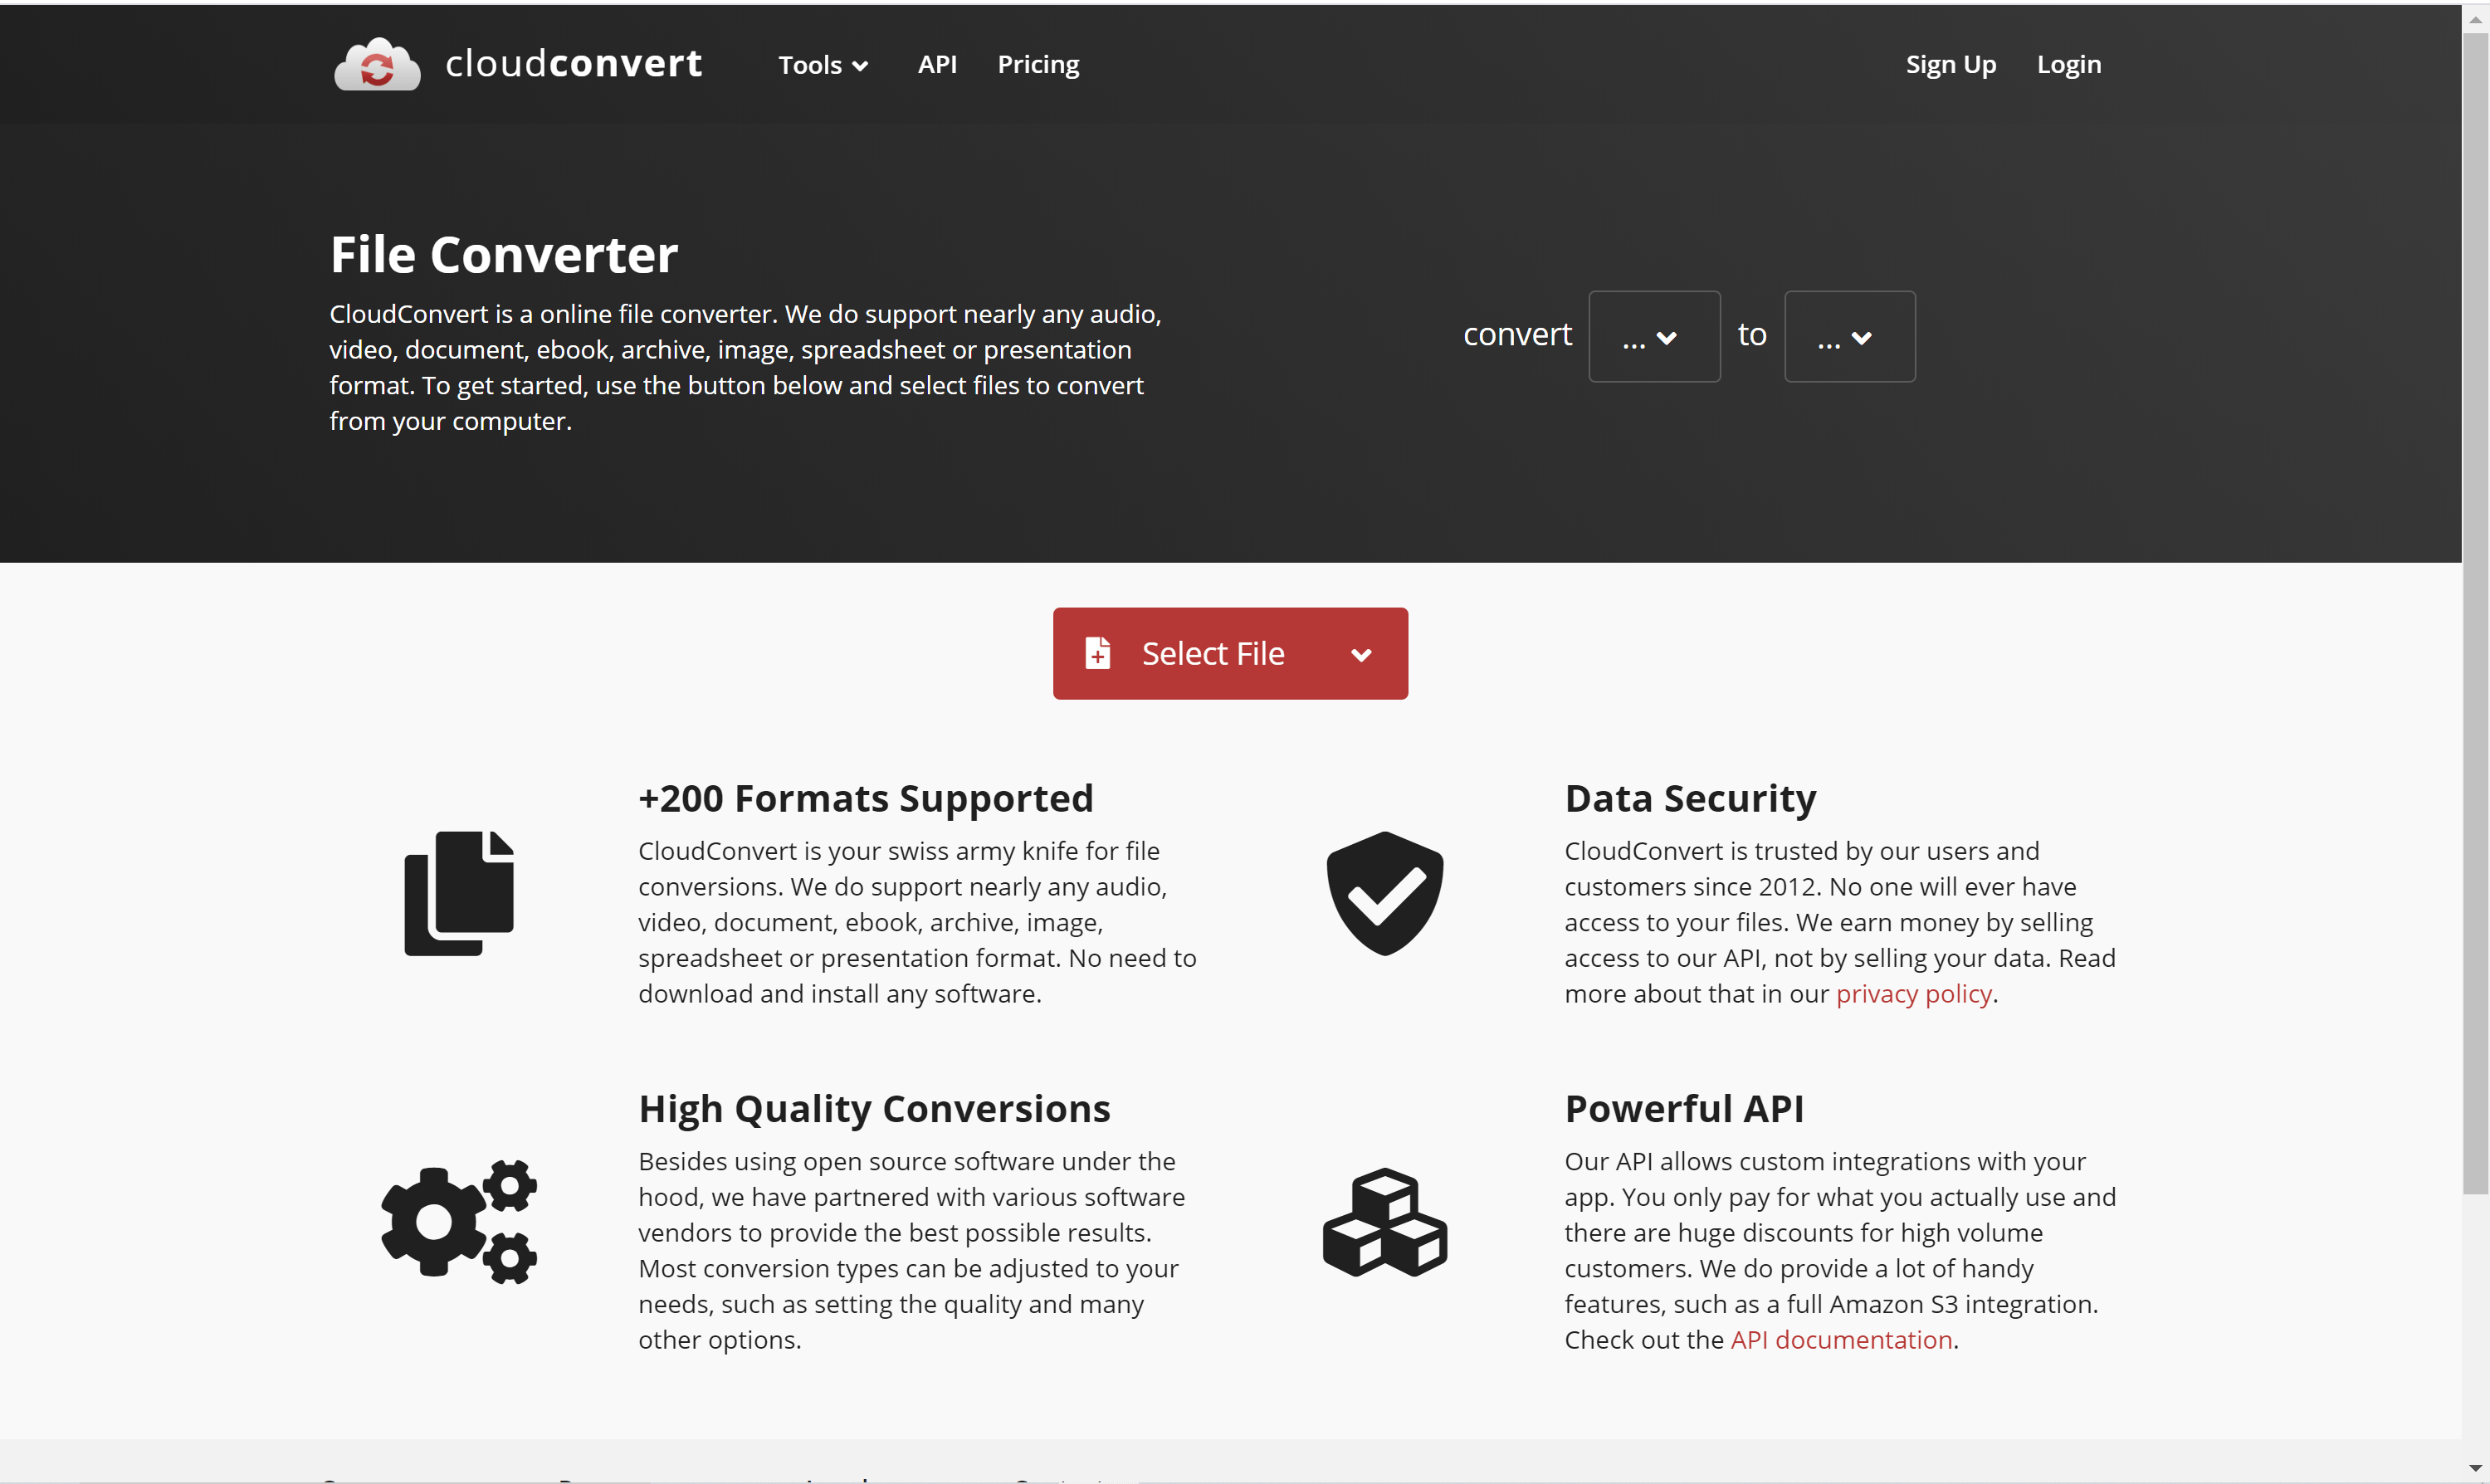 cloudconvert
Tools
API
Pricing
Sign Up
Login
File Converter
CloudConvert is a online file converter. We do support nearly any audio,
video, document, ebook, archive, image, spreadsheet or presentation
format. To get started, use the button below and select files to convert
from your computer.
convert ... to ...
Select File
+200 Formats Supported
CloudConvert is your swiss army knife for file
conversions. We do support nearly any audio,
video, document, ebook, archive, image,
spreadsheet or presentation format. No need to
download and install any software.
Data Security
CloudConvert is trusted by our users and
customers since 2012. No one will ever have
access to your files. We earn money by selling
access to our API, not by selling your data. Read
more about that in our privacy policy.
High Quality Conversions
Besides using open source software under the
hood, we have partnered with various software
vendors to provide the best possible results.
Most conversion types can be adjusted to your
needs, such as setting the quality and many
other options.
Powerful API
Our API allows custom integrations with your
app. You only pay for what you actually use and
there are huge discounts for high volume
customers. We do provide a lot of handy
features, such as a full Amazon S3 integration.
Check out the API documentation.